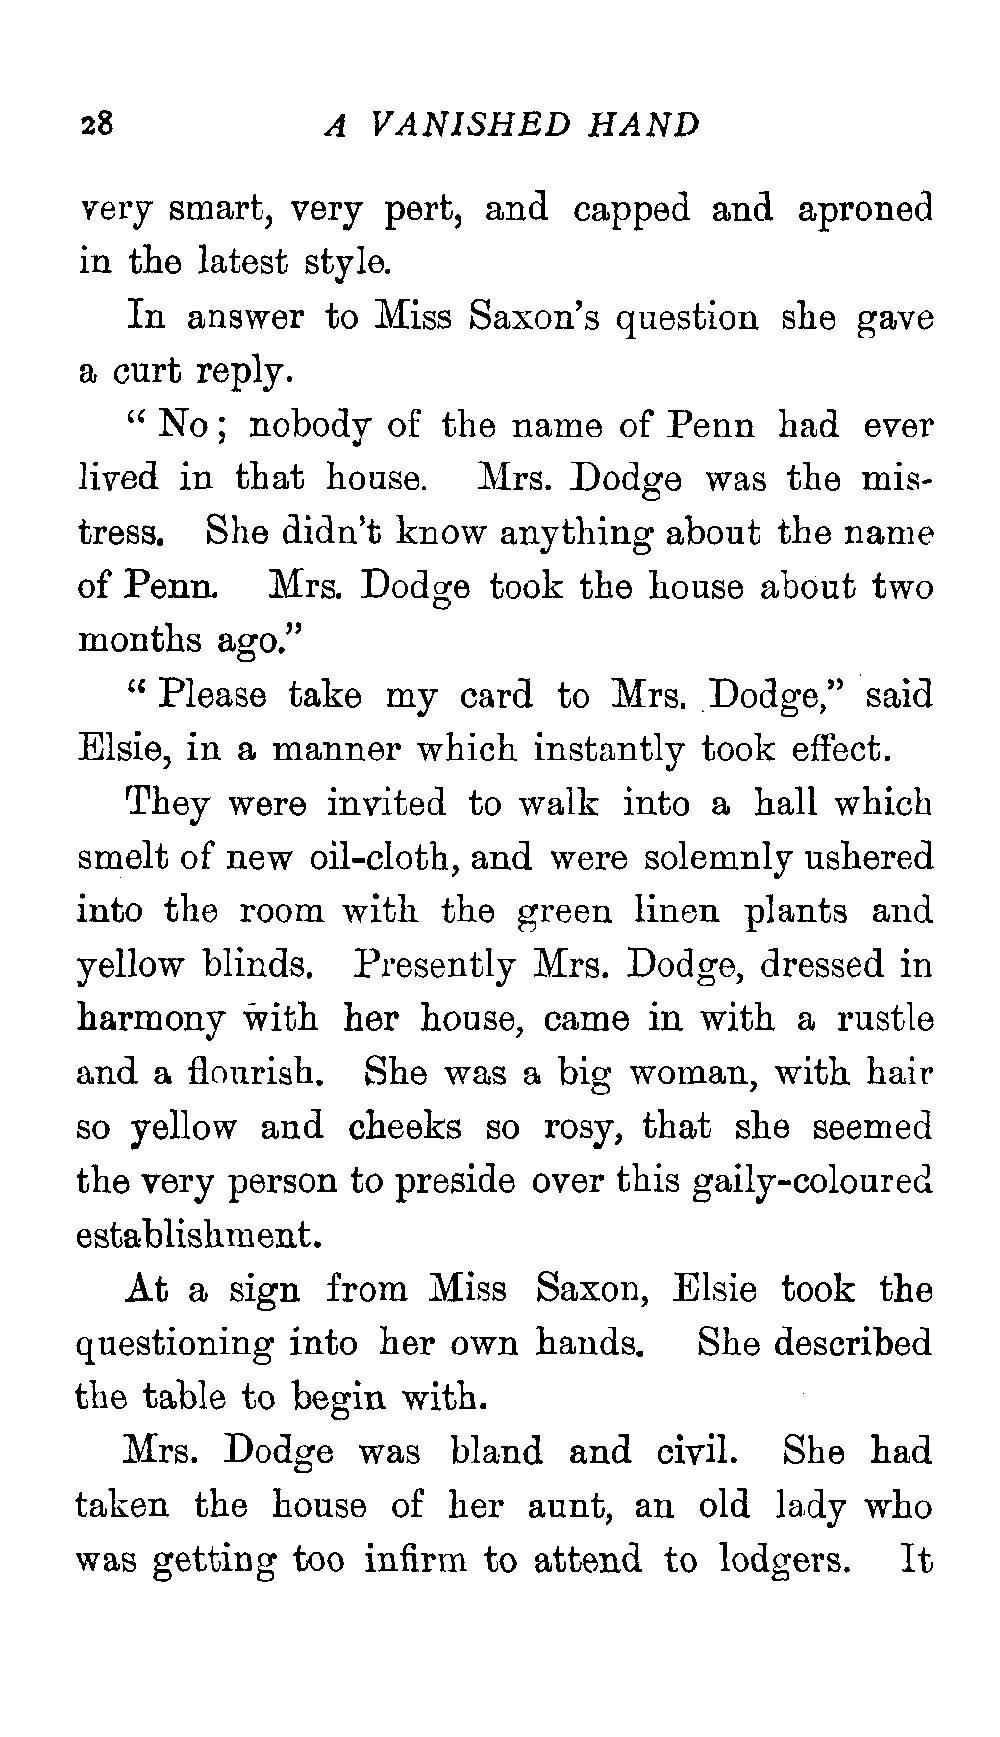 28 A VANISHED HAND
very smart, very pert, and capped and aproned
in the latest style.
In answer to Miss Saxon's question she gave
a curt reply.
“ No ; nobody of the name of Penn had ever
lived in that house. Mrs. Dodge was the mis-
tress. She didn't know anything about the name
of Penn. Mrs. Dodge took the house about two
months ago.”
“ Please take my card to Mrs. Dodge,” said
Elsie, in a manner which instantly took effect.
They were invited to walk into a hall which
smelt of new oil-cloth, and were solemnly ushered
into the room with the green linen plants and
yellow blinds. Presently Mrs. Dodge, dressed in
harmony with her house, came in with a rustle
and a flourish. She was a big woman, with hair
so yellow and cheeks so rosy, that she seemed
the very person to preside over this gaily-coloured
establishment.
At a sign from Miss Saxon, Elsie took the
questioning into her own hands. She described
the table to begin with.
Mrs. Dodge was bland and civil. She had
taken the house of her aunt, an old lady who
was getting too infirm to attend to lodgers. It